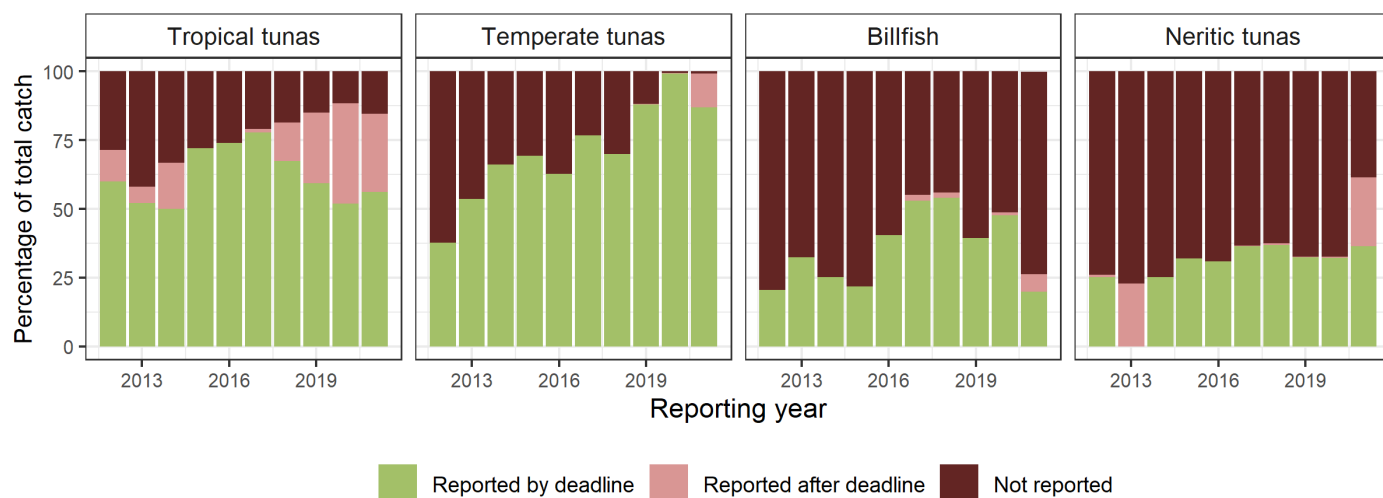 Tropical tunas
Temperate tunas
Billfish
Neritic tunas
Percentage of total catch
100
75
50
25
0
2013 2016 2019
2013 2016 2019
2013 2016 2019
2013 2016 2019
Reporting year
Reported by deadline
Reported after deadline
Not reported